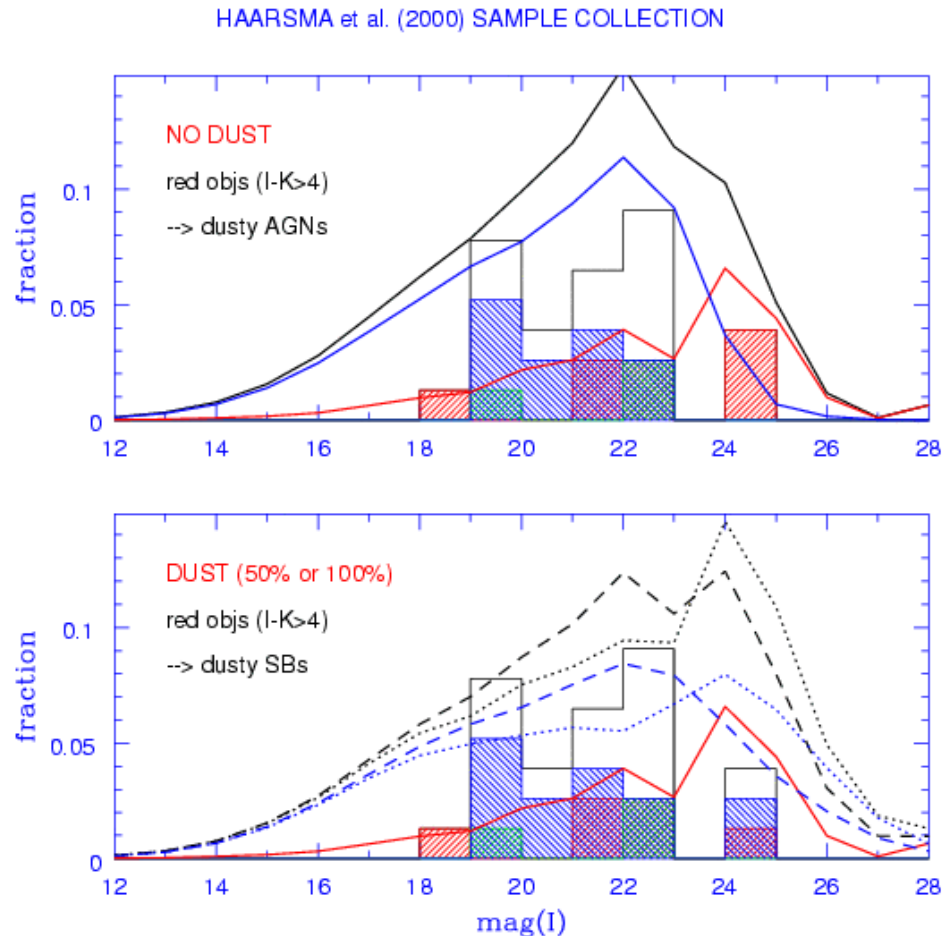 HAARSMA et al. (2000) SAMPLE COLLECTION
NO DUST
red objs (I-K>4)
--> dusty AGNs
fraction
0.1
0.05
0
12 14 16 18 20 22 24 26 28
DUST (50% or 100%)
red objs (I-K>4)
--> dusty SBs
fraction
0.1
0.05
0
12 14 16 18 20 22 24 26 28
mag(I)